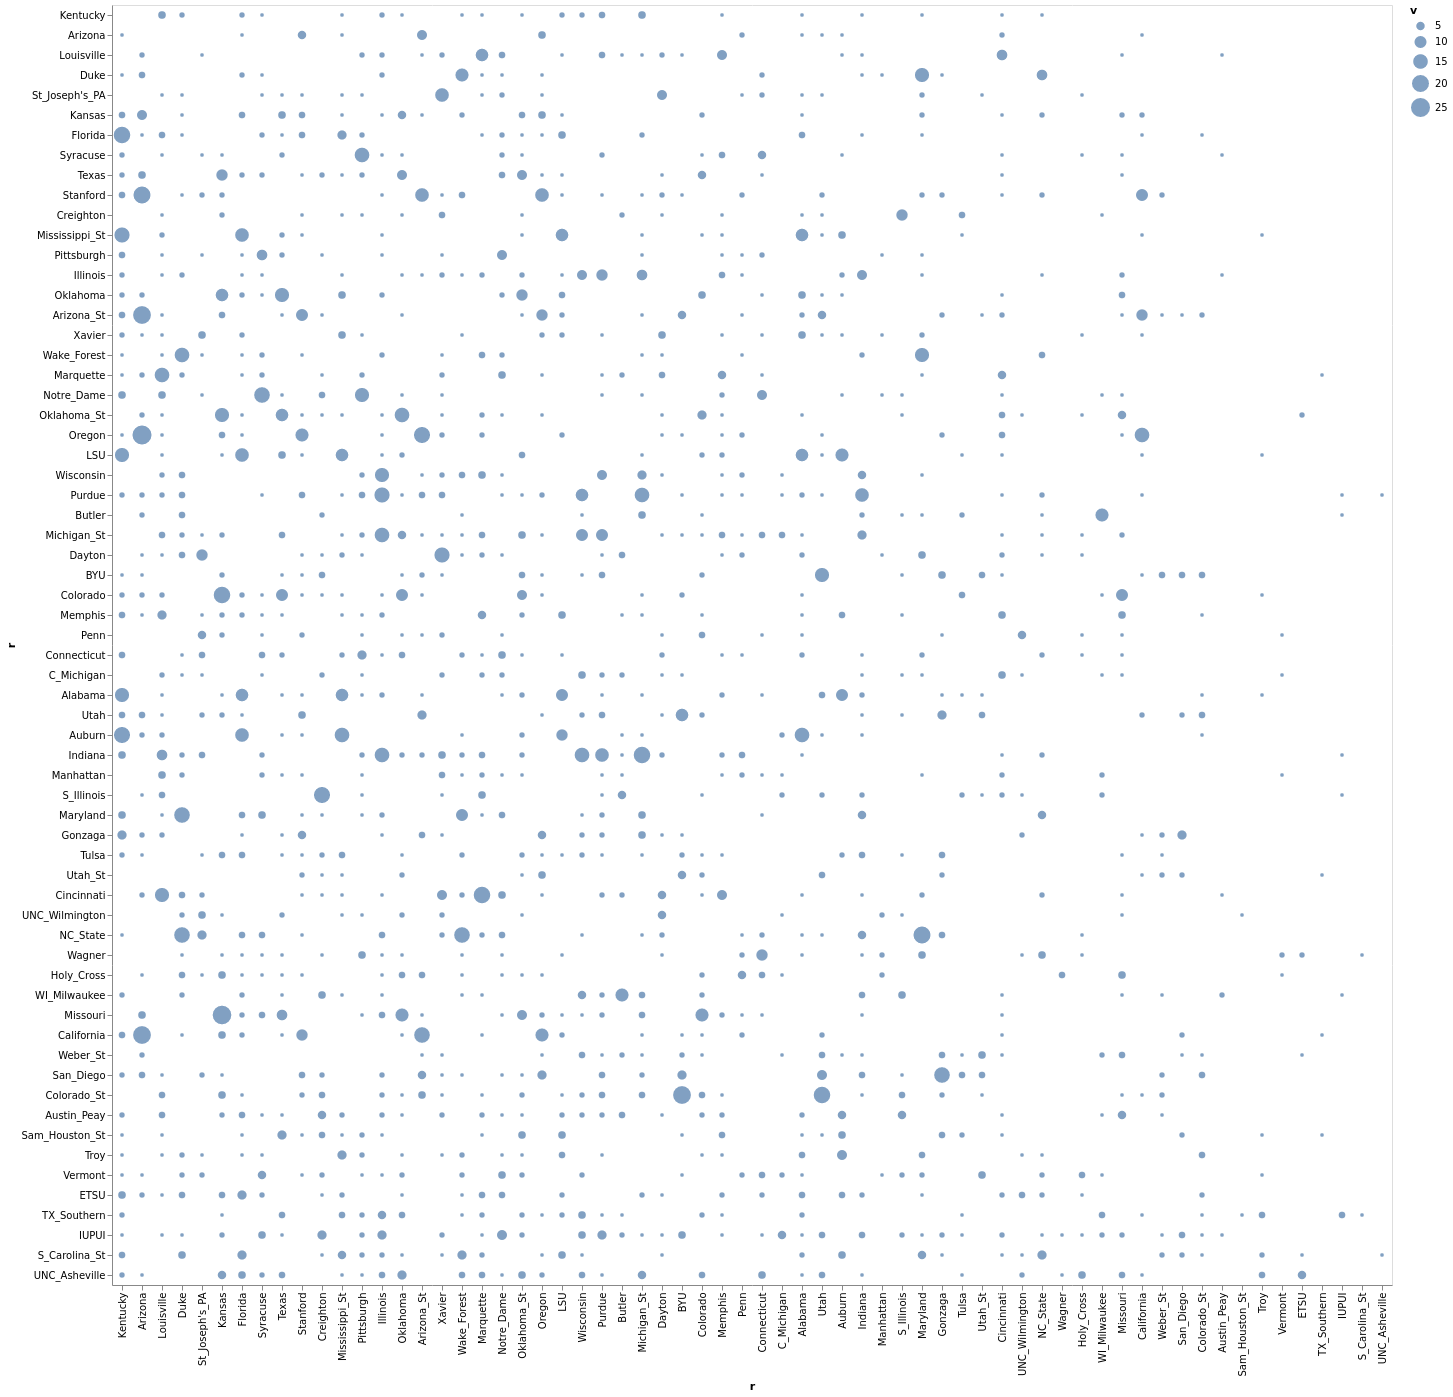 v
5
10
15
20
25
Kentucky
Arizona
Louisville
Duke
St_Joseph's_PA
Kansas
Florida
Syracuse
Texas
Stanford
Creighton
Mississippi_St
Pittsburgh
Illinois
Oklahoma
Arizona_St
Xavier
Wake_Forest
Marquette
Notre_Dame
Oklahoma_St
Oregon
LSU
Wisconsin
Purdue
Butler
Michigan_St
Dayton
BYU
Colorado
Memphis
Penn
Connecticut
C_Michigan
Alabama
Utah
Auburn
Indiana
Manhattan
S_Illinois
Maryland
Gonzaga
Tulsa
Utah_St
Cincinnati
UNC_Wilmington
NC_State
Wagner
Holy_Cross
WI_Milwaukee
Missouri
California
Weber_St
San_Diego
Colorado_St
Austin_Peay
Sam_Houston_St
Troy
Vermont
ETSU
TX_Southern
IUPUI
S_Carolina_St
UNC_Asheville
r
Kentucky
Arizona
Louisville
Duke
St_Joseph's_PA
Kansas
Florida
Syracuse
Texas
Stanford
Creighton
Mississippi_St
Pittsburgh
Illinois
Oklahoma
Arizona_St
Xavier
Wake_Forest
Marquette
Notre_Dame
Oklahoma_St
Oregon
LSU
Wisconsin
Purdue
Butler
Michigan_St
Dayton
BYU
Colorado
Memphis
Penn
Connecticut
C_Michigan
Alabama
Utah
Auburn
Indiana
Manhattan
S_Illinois
Maryland
Gonzaga
Tulsa
Utah_St
Cincinnati
UNC_Wilmington
NC_State
Wagner
Holy_Cross
WI_Milwaukee
Missouri
California
Weber_St
San_Diego
Colorado_St
Austin_Peay
Sam_Houston_St
Troy
Vermont
ETSU
TX_Southern
IUPUI
S_Carolina_St
UNC_Asheville
r